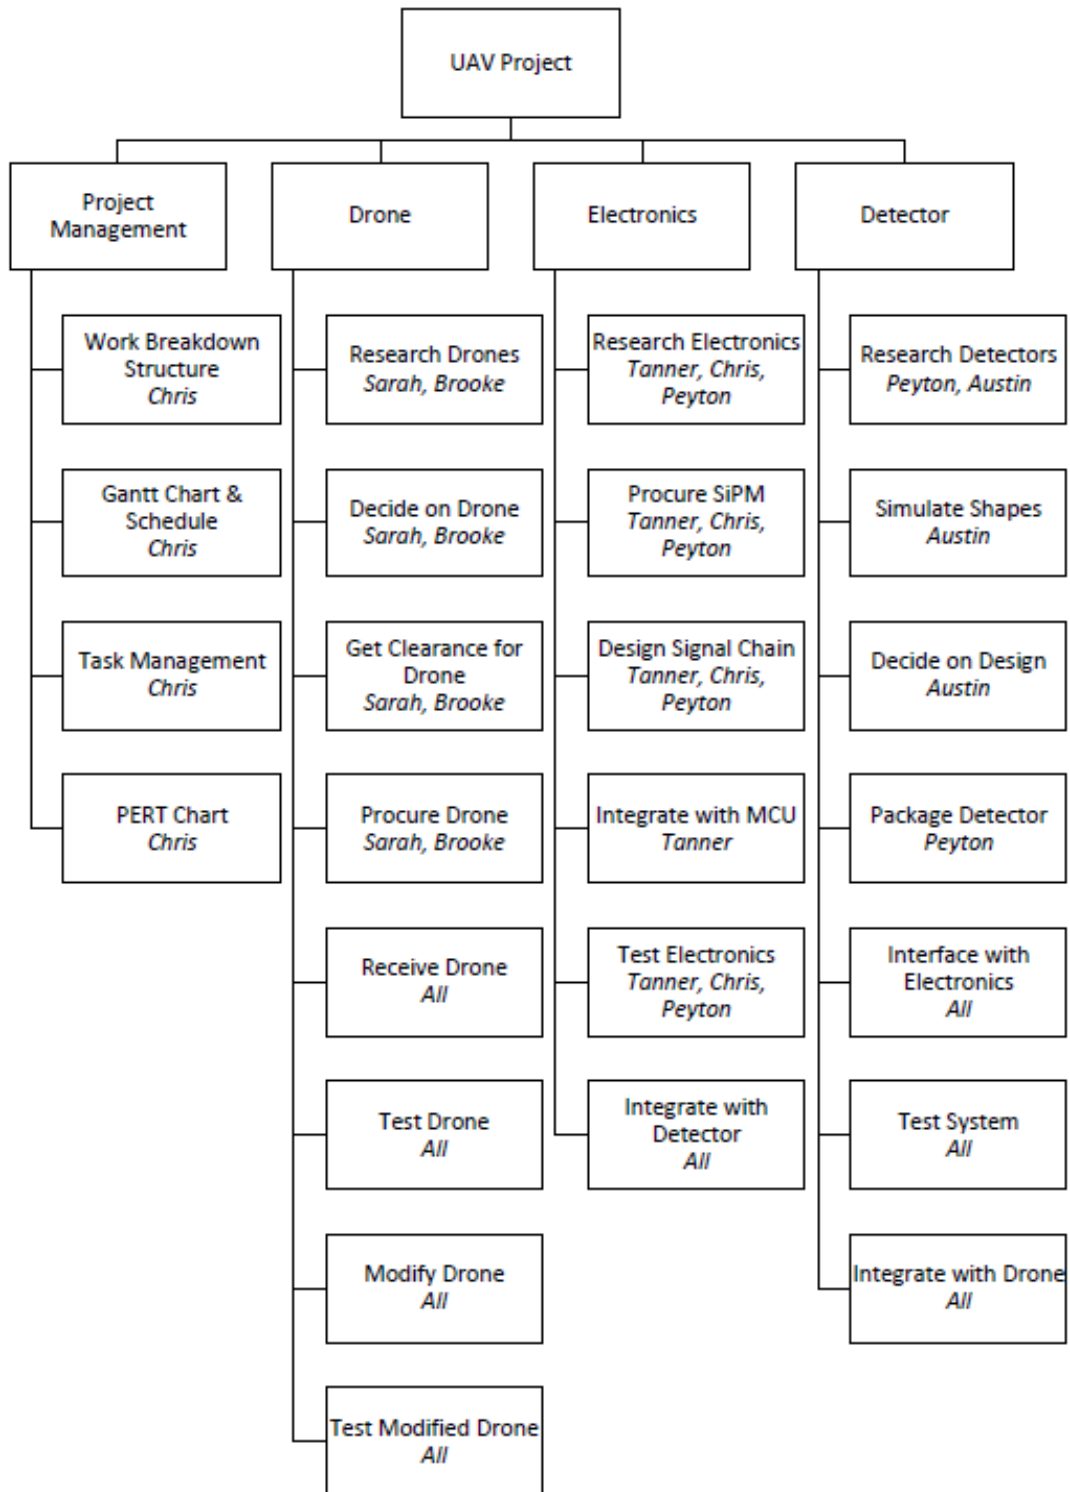 UAV Project
Project
Management
Drone
Electronics
Detector
Work Breakdown
Structure
Chris
Gantt Chart &
Schedule
Chris
Task Management
Chris
PERT Chart
Chris
Research Drones
Sarah, Brooke
Decide on Drone
Sarah, Brooke
Get Clearance for
Drone
Sarah, Brooke
Procure Drone
Sarah, Brooke
Receive Drone
All
Test Drone
All
Modify Drone
All
Test Modified Drone
All
Research Electronics
Tanner, Chris,
Peyton
Procure SiPM
Tanner, Chris,
Peyton
Design Signal Chain
Tanner, Chris,
Peyton
Integrate with MCU
Tanner
Test Electronics
Tanner, Chris,
Peyton
Integrate with
Detector
All
Research Detectors
Peyton, Austin
Simulate Shapes
Austin
Decide on Design
Austin
Package Detector
Peyton
Interface with
Electronics
All
Test System
All
Integrate with Drone
All